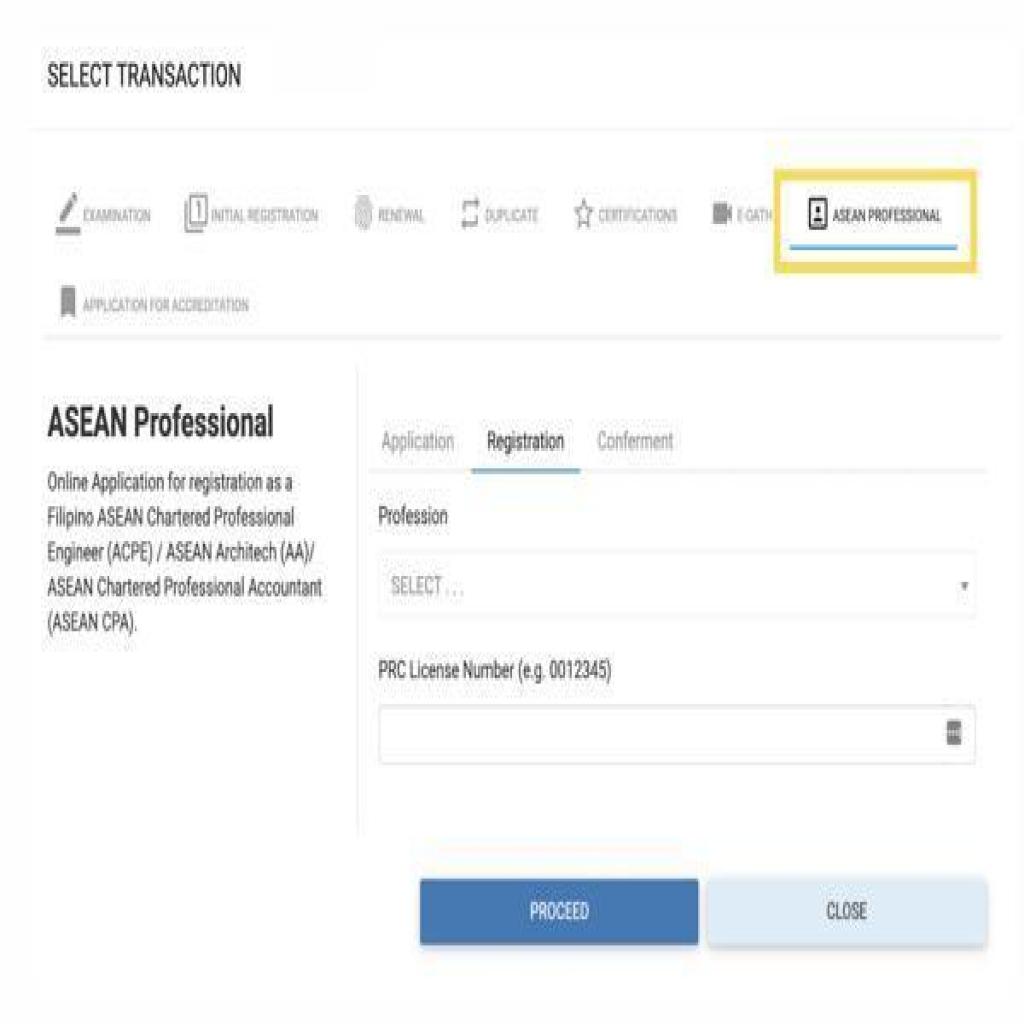 SELECT TRANSACTION
EXAMINATION 1 INITIAL REGISTRATION RENEWAL DUPLICATE CERTIFICATIONS E-OATH ASEAN PROFESSIONAL
APPLICATION FOR ACCREDITATION
ASEAN Professional
Online Application for registration as a
Filipino ASEAN Chartered Professional
Engineer (ACPE) / ASEAN Architech (AA)/
ASEAN Chartered Professional Accountant
(ASEAN CPA).
Application Registration Conferment
Profession
SELECT . . .
PRC License Number (e.g. 0012345)
PROCEED CLOSE